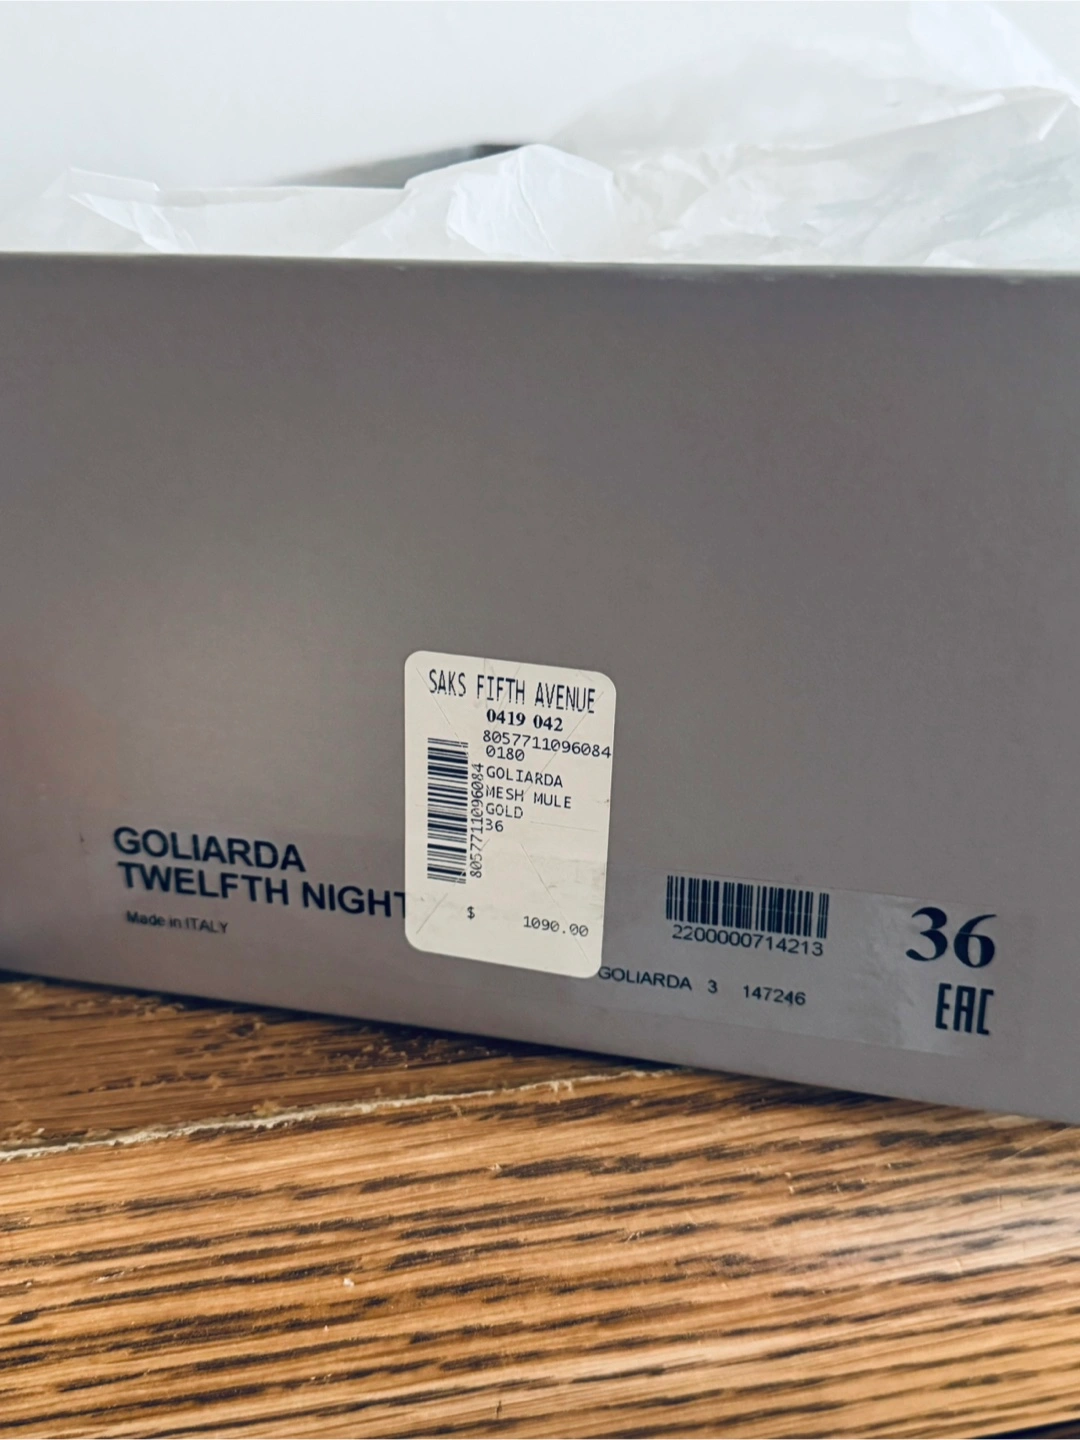 SAKS FIFTH AVENUE
0419 042
8057711096084
0180
GOLIARDA
MESH MULE
GOLD
36
8057711096084
$ 1090.00
GOLIARDA
TWELFTH NIGHT
Made in ITALY
2200000714213
GOLIARDA 3 147246
36
EAC